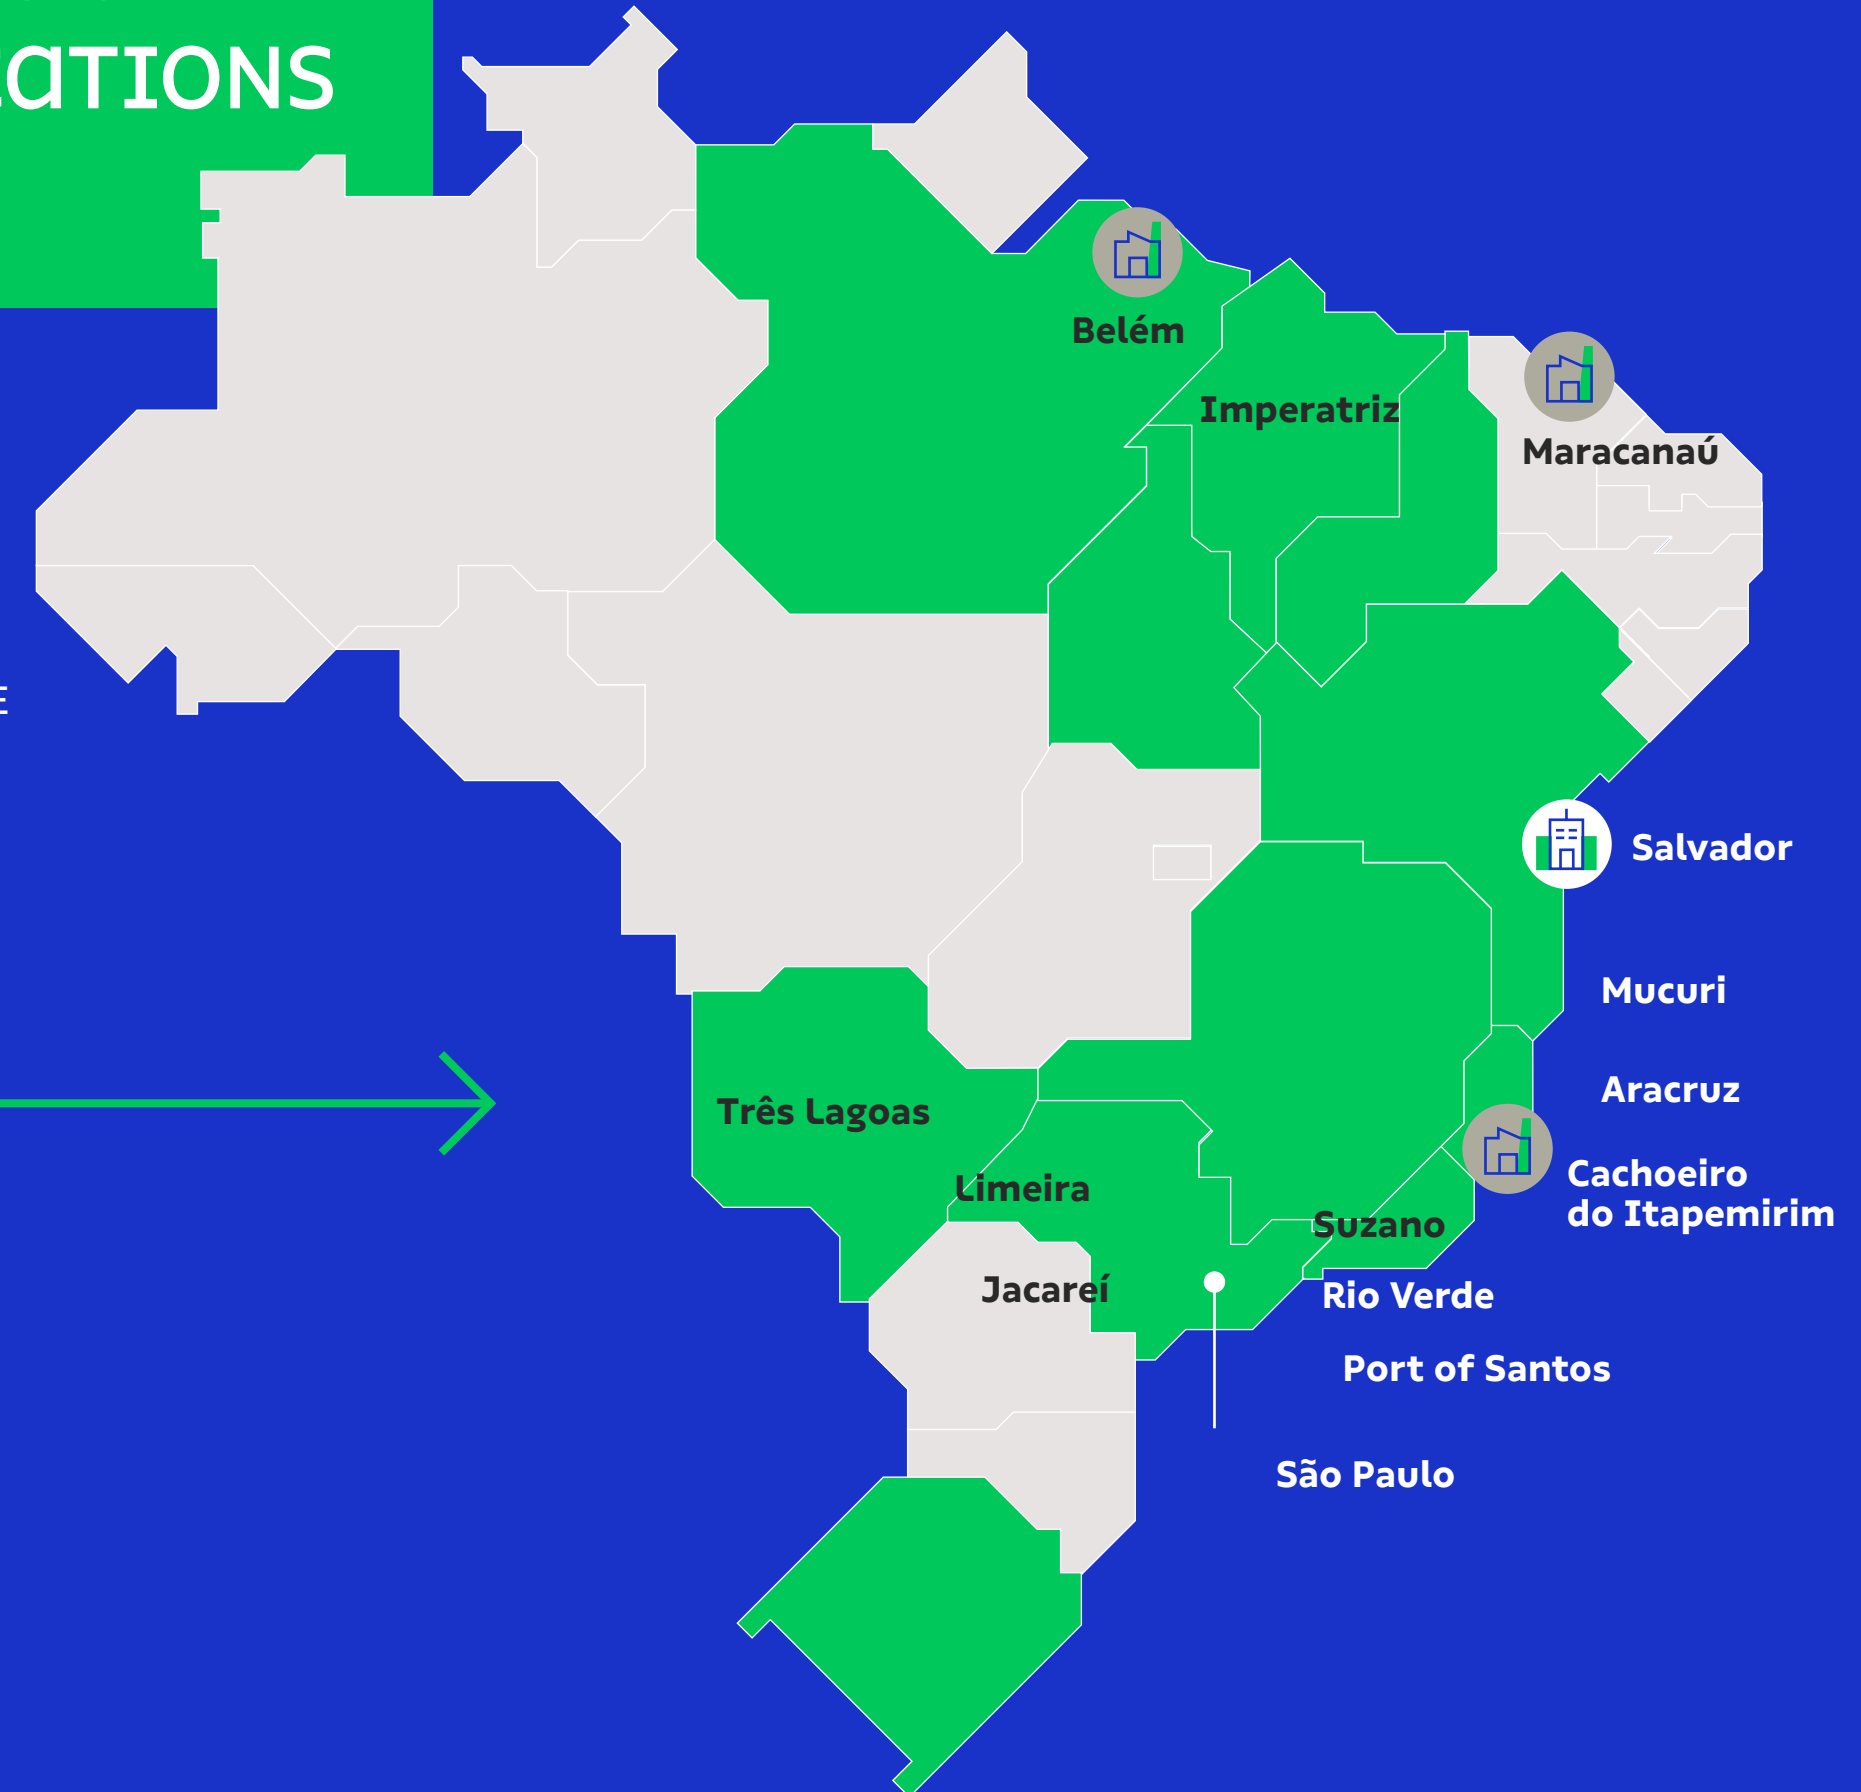 ATIONS
Belém
Imperatriz
Maracanaú
E
Salvador
Mucuri
Aracruz
Três Lagoas
Cachoeiro
do Itapemirim
Limeira
Suzano
Jacareí
Rio Verde
Port of Santos
São Paulo